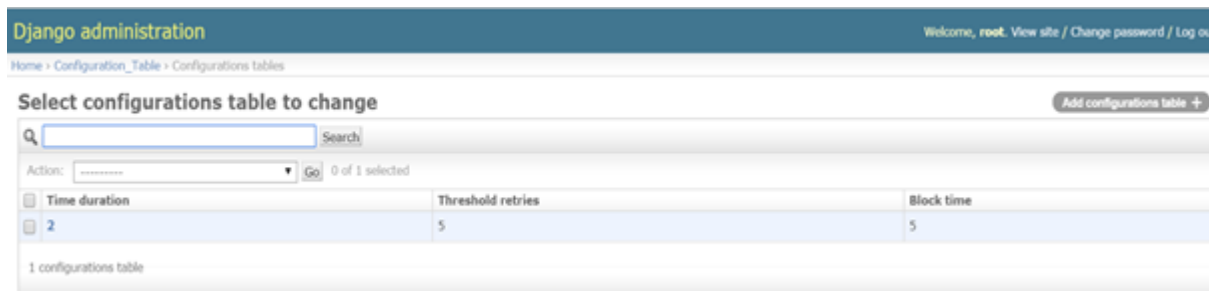 Django administration
Welcome, root. View site / Change password / Log ou
Home › Configuration_Table › Configurations tables
Select configurations table to change
Add configurations table +
Search
Action: --------- Go 0 of 1 selected
Time duration Threshold retries Block time
2 5 5
1 configurations table